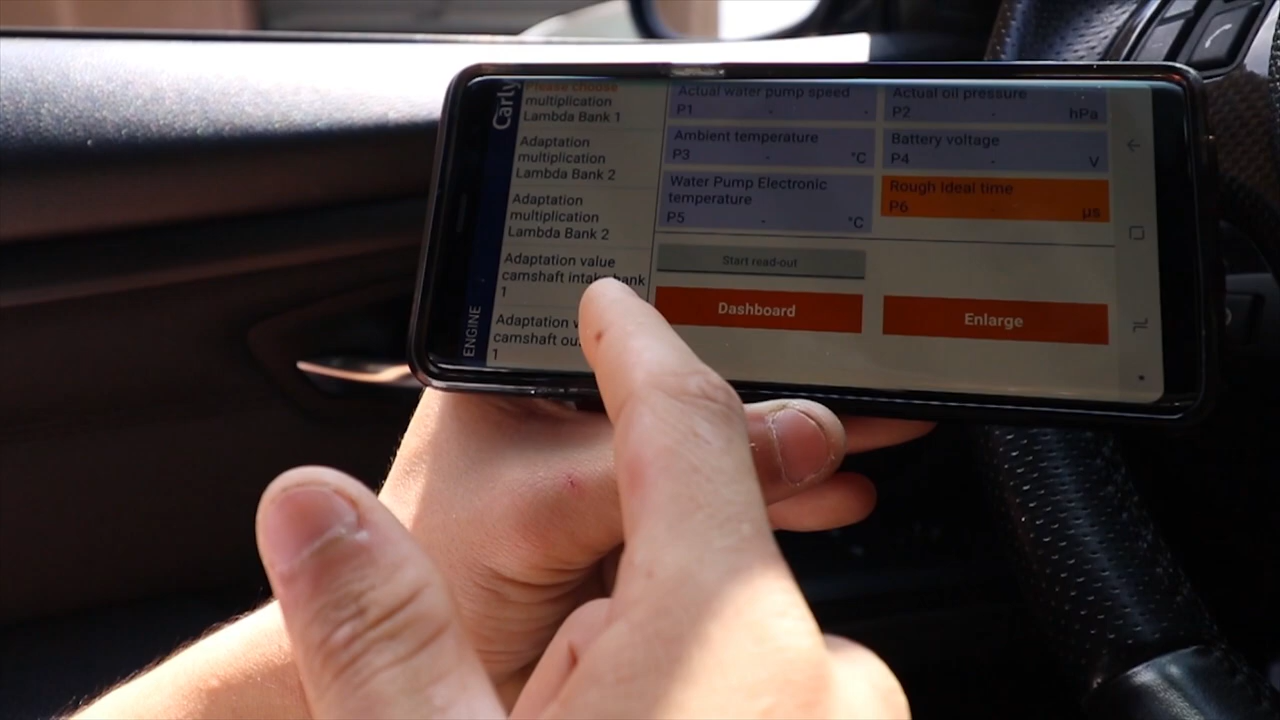 Carly
ENGINE
Please choose
multiplication
Lambda Bank 1
Adaptation
multiplication
Lambda Bank 2
Adaptation
multiplication
Lambda Bank 2
Adaptation value
camshaft intake bank
1
Adaptation
camshaft ou
1
Actual water pump speed
P1 - -
Actual oil pressure
P2 - hPa
Ambient temperature
P3 - °C
Battery voltage
P4 - V
Water Pump Electronic
temperature
P5 - °C
Rough Ideal time
P6 µs
Start read-out
Dashboard
Enlarge